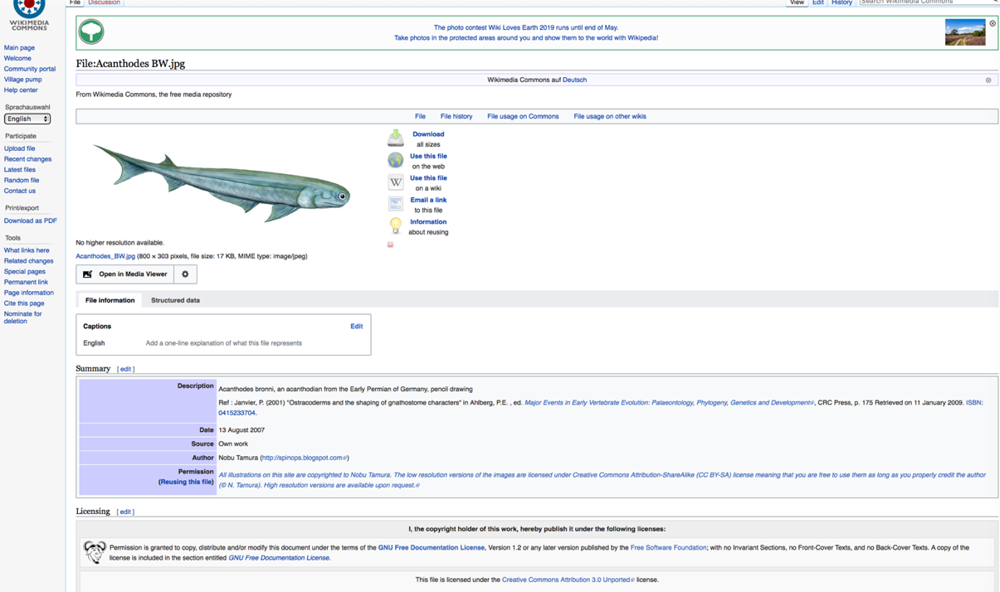 File Discussion View Edit History Search Wikimedia Commons
WIKIMEDIA
COMMONS
Main page
Welcome
Community portal
Village pump
Help center
Sprachauswahl
English
Participate
Upload file
Recent changes
Latest files
Random file
Contact us
Print/export
Download as PDF
Tools
What links here
Related changes
Special pages
Permanent link
Page information
Cite this page
Nominate for
deletion
The photo contest Wiki Loves Earth 2019 runs until end of May.
Take photos in the protected areas around you and show them to the world with Wikipedia!
File:Acanthodes BW.jpg
Wikimedia Commons auf Deutsch
From Wikimedia Commons, the free media repository
File File history File usage on Commons File usage on other wikis
Download
all sizes
Use this file
on the web
W
Use this file
on a wiki
Email a link
to this file
Information
about reusing
No higher resolution available.
Acanthodes_BW.jpg (800 × 303 pixels, file size: 17 KB, MIME type: image/jpeg)
Open in Media Viewer
File information Structured data
Captions Edit
English Add a one-line explanation of what this file represents
Summary [ edit ]
Description Acanthodes bronni, an acanthodian from the Early Permian of Germany, pencil drawing
Ref : Janvier, P. (2001) "Ostracoderms and the shaping of gnathostome characters" in Ahlberg, P.E. , ed. Major Events in Early Vertebrate Evolution: Palaeontology, Phylogeny, Genetics and Development, CRC Press, p. 175 Retrieved on 11 January 2009. ISBN:
0415233704.
Date 13 August 2007
Source Own work
Author Nobu Tamura (http://spinops.blogspot.com)
Permission
(Reusing this file)
All illustrations on this site are copyrighted to Nobu Tamura. The low resolution versions of the images are licensed under Creative Commons Attribution-ShareAlike (CC BY-SA) license meaning that you are free to use them as long as you properly credit the author
(© N. Tamura). High resolution versions are available upon request.
Licensing [ edit ]
I, the copyright holder of this work, hereby publish it under the following licenses:
Permission is granted to copy, distribute and/or modify this document under the terms of the GNU Free Documentation License, Version 1.2 or any later version published by the Free Software Foundation; with no Invariant Sections, no Front-Cover Texts, and no Back-Cover Texts. A copy of the
license is included in the section entitled GNU Free Documentation License.
This file is licensed under the Creative Commons Attribution 3.0 Unported license.